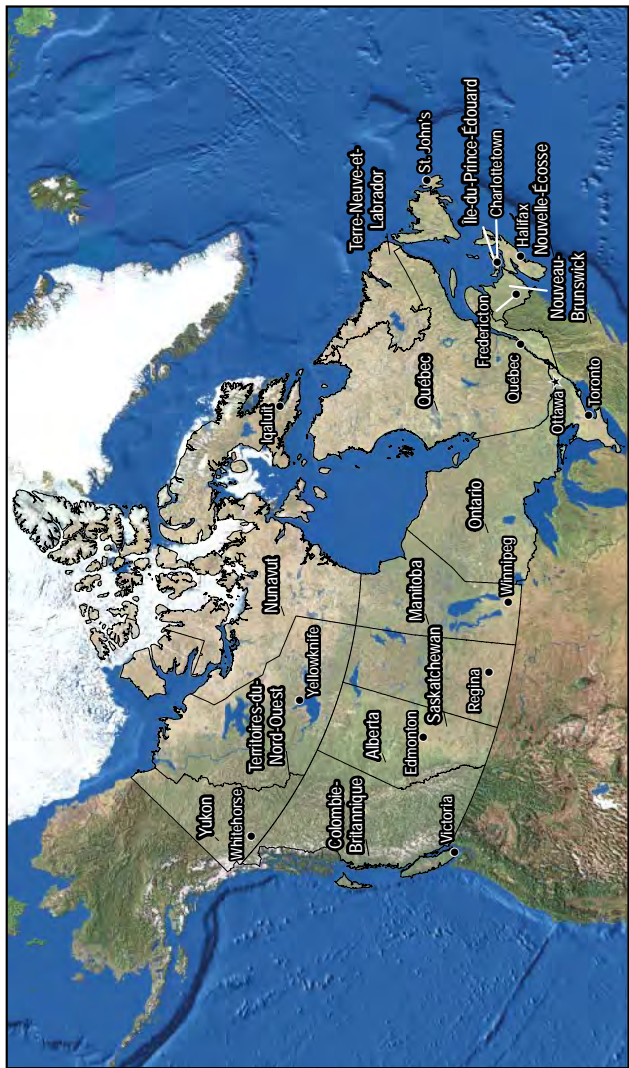 Yukon
Whitehorse
Territoires-du-
Nord-Ouest
Yellowknife
Nunavut
Iqaluit
Colombie-
Britannique
Victoria
Alberta
Edmonton
Saskatchewan
Regina
Manitoba
Winnipeg
Ontario
Toronto
Ottawa
Québec
Québec
Terre-Neuve-et-
Labrador
St. John's
Île-du-Prince-Édouard
Charlottetown
Halifax
Nouvelle-Écosse
Fredericton
Nouveau-
Brunswick